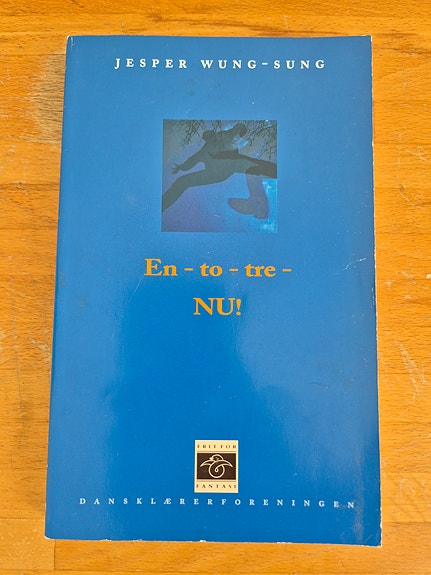 JESPER WUNG-SUNG
En - to - tre -
NU!
FRIT FOR
FANTASI
DANSKLÆRERFORENINGEN